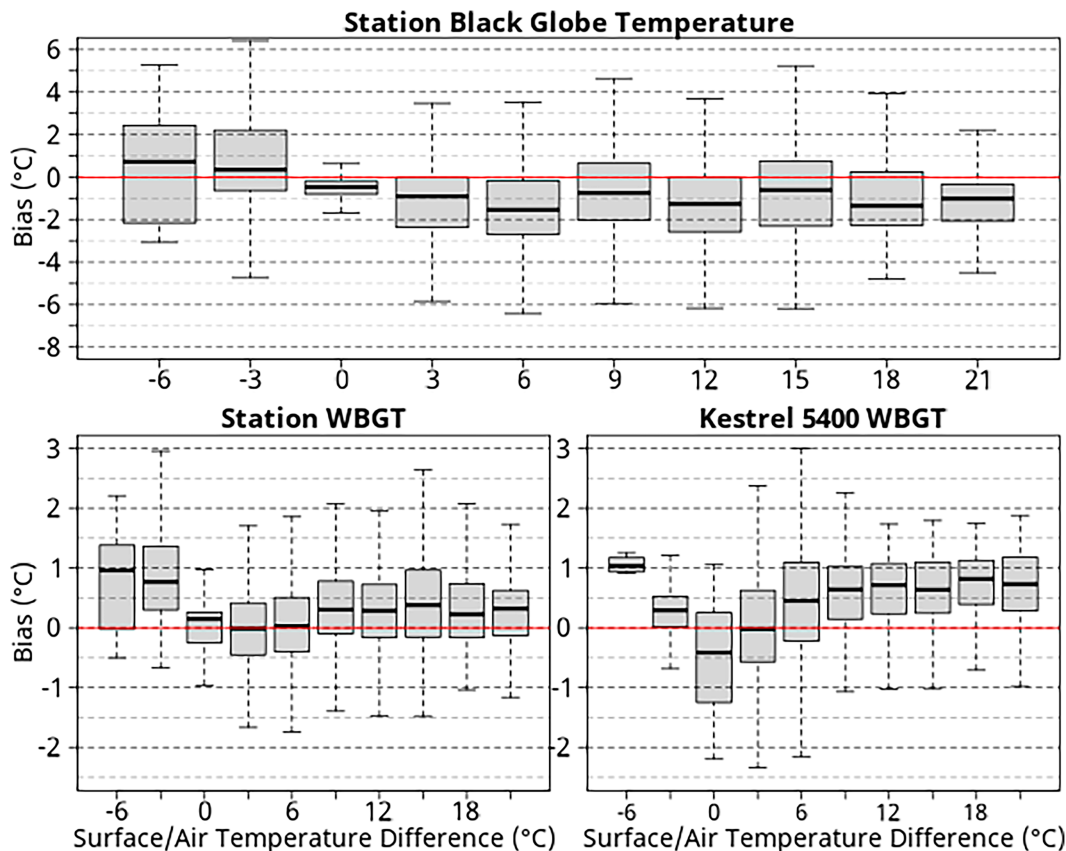 Station Black Globe Temperature
Bias (°C)
6
4
2
0
-2
-4
-6
-8
-6 -3 0 3 6 9 12 15 18 21
Station WBGT
Bias (°C)
3
2
1
0
-1
-2
-6 0 6 12 18
Surface/Air Temperature Difference (°C)
Kestrel 5400 WBGT
3
2
1
0
-1
-2
-6 0 6 12 18
Surface/Air Temperature Difference (°C)